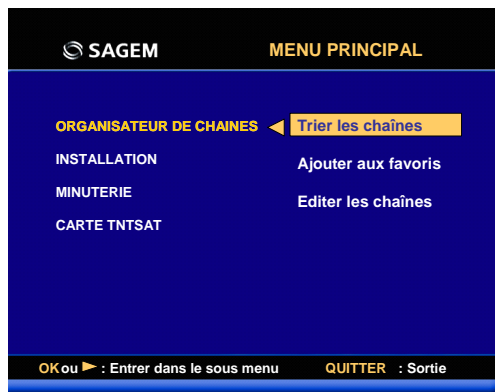 SAGEM MENU PRINCIPAL
ORGANISATEUR DE CHAINES Trier les chaînes
INSTALLATION Ajouter aux favoris
MINUTERIE Editer les chaînes
CARTE TNTSAT
OK ou : Entrer dans le sous menu QUITTER : Sortie